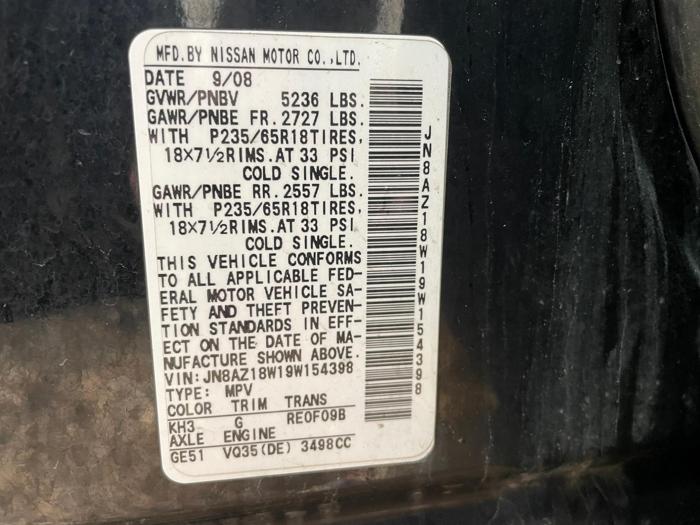 MFD.BY NISSAN MOTOR CO.,LTD.
DATE 9/08
GVWR/PNBV 5236 LBS.
GAWR/PNBE FR.2727 LBS.
WITH P235/65R18TIRES,
18×7½RIMS.AT 33 PSI
COLD SINGLE.
GAWR/PNBE RR.2557 LBS.
WITH P235/65R18TIRES,
18×7½RIMS.AT 33 PSI
COLD SINGLE.
THIS VEHICLE CONFORMS
TO ALL APPLICABLE FED-
ERAL MOTOR VEHICLE SA-
FETY AND THEFT PREVEN-
TION STANDARDS IN EFF-
ECT ON THE DATE OF MA-
NUFACTURE SHOWN ABOVE.
VIN:JN8AZ18W19W154398
TYPE: MPV
COLOR TRIM TRANS
KH3 G RE0F09B
AXLE ENGINE
GE51 VQ35(DE) 3498CC
JN8AZ18W19W154398